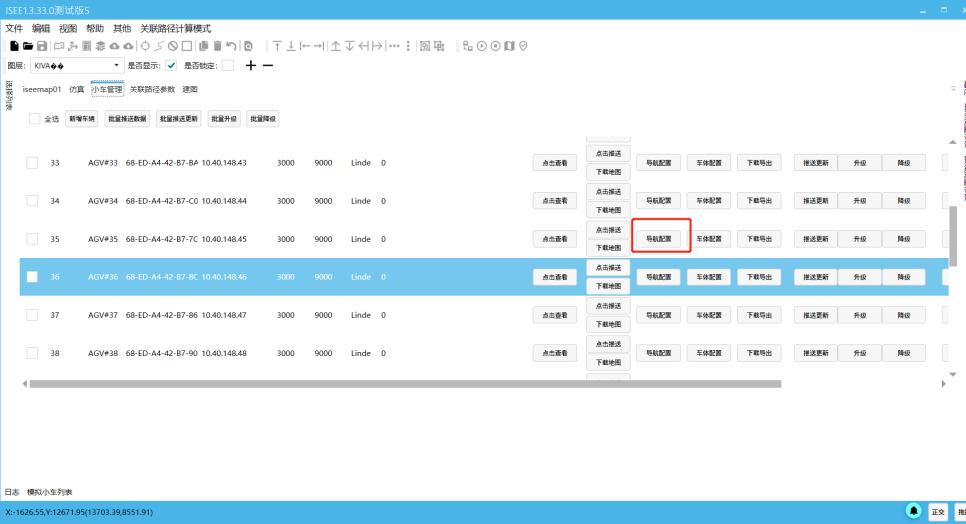 ISEE1.3.33.0测试版5
文件 编辑 视图 帮助 其他 关联路径计算模式
图层: KIVA�� 是否显示: 是否锁定:
iseemap01 仿真 小车管理 关联路径参数 建图
全选 新增车辆 批量推送数据 批量推送更新 批量升级 批量降级
33 AGV#33 68-ED-A4-42-B7-BA 10.40.148.43 3000 9000 Linde 0 点击查看 点击推送 下载地图 导航配置 车体配置 下载导出 推送更新 升级 降级
34 AGV#34 68-ED-A4-42-B7-C0 10.40.148.44 3000 9000 Linde 0 点击查看 点击推送 下载地图 导航配置 车体配置 下载导出 推送更新 升级 降级
35 AGV#35 68-ED-A4-42-B7-7C 10.40.148.45 3000 9000 Linde 0 点击查看 点击推送 下载地图 导航配置 车体配置 下载导出 推送更新 升级 降级
36 AGV#36 68-ED-A4-42-B7-8C 10.40.148.46 3000 9000 Linde 0 点击查看 点击推送 下载地图 导航配置 车体配置 下载导出 推送更新 升级 降级
37 AGV#37 68-ED-A4-42-B7-86 10.40.148.47 3000 9000 Linde 0 点击查看 点击推送 下载地图 导航配置 车体配置 下载导出 推送更新 升级 降级
38 AGV#38 68-ED-A4-42-B7-90 10.40.148.48 3000 9000 Linde 0 点击查看 点击推送 下载地图 导航配置 车体配置 下载导出 推送更新 升级 降级
日志 模拟小车列表
X:-1626.55,Y:12671.95(13703.39,8551.91) 正交